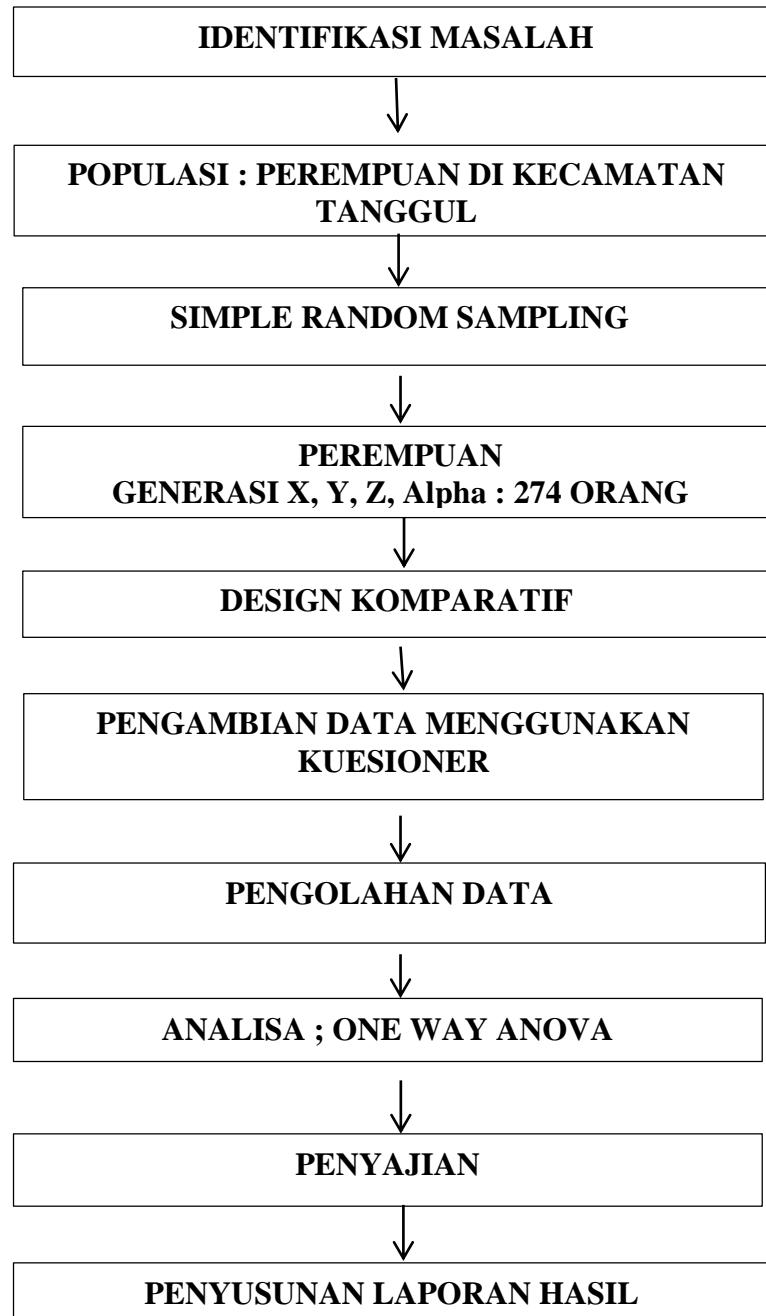 IDENTIFIKASI MASALAH
POPULASI : PEREMPUAN DI KECAMATAN
TANGGUL
SIMPLE RANDOM SAMPLING
PEREMPUAN
GENERASI X, Y, Z, Alpha : 274 ORANG
DESIGN KOMPARATIF
PENGAMBIAN DATA MENGGUNAKAN
KUESIONER
PENGOLAHAN DATA
ANALISA ; ONE WAY ANOVA
PENYAJIAN
PENYUSUNAN LAPORAN HASIL